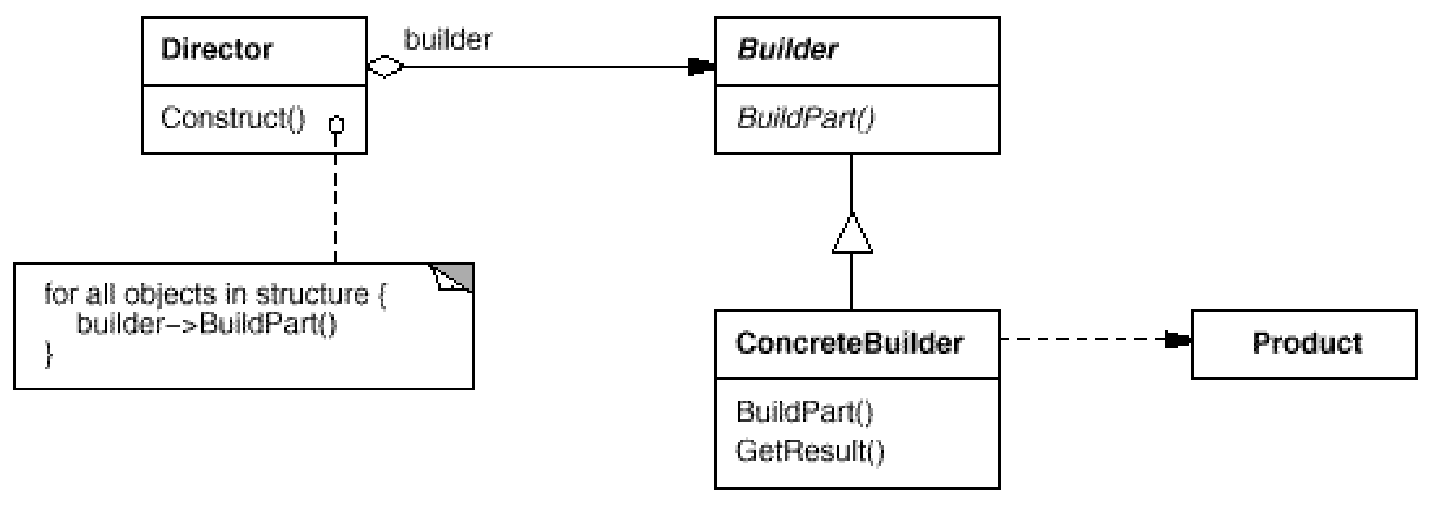 Director
Construct()
builder
Builder
BuildPart()
for all objects in structure {
builder->BuildPart()
}
ConcreteBuilder
BuildPart()
GetResult()
Product